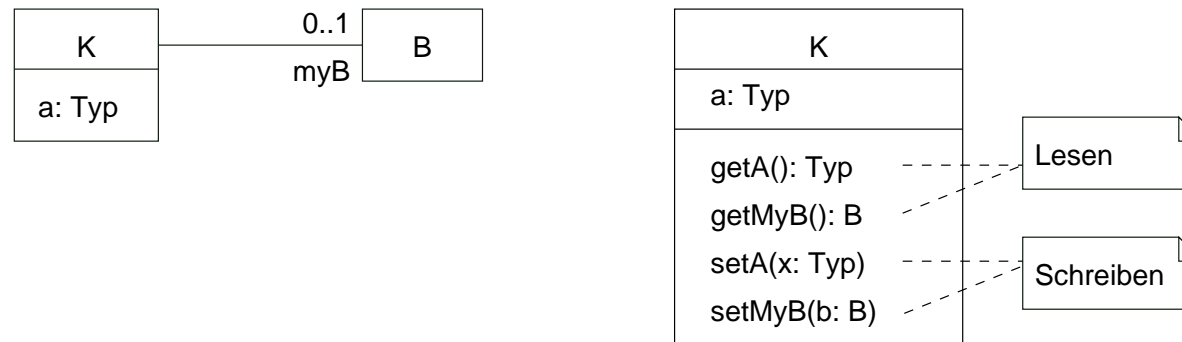 K
a: Typ
0..1
myB
B
K
a: Typ
getA(): Typ
getMyB(): B
setA(x: Typ)
setMyB(b: B)
Lesen
Schreiben